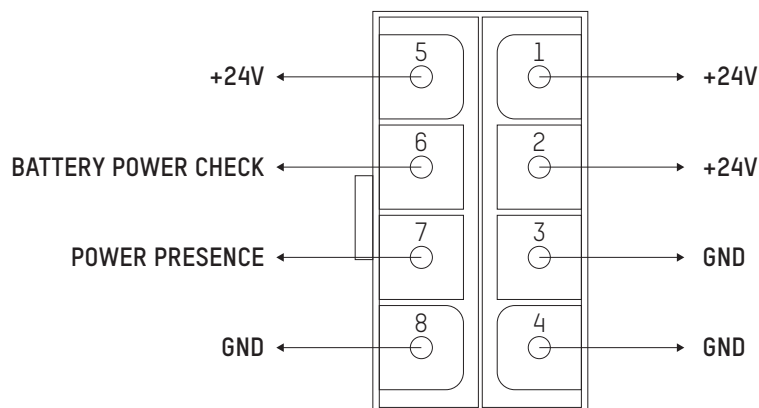 +24V 5 1 +24V
BATTERY POWER CHECK 6 2 +24V
POWER PRESENCE 7 3 GND
GND 8 4 GND